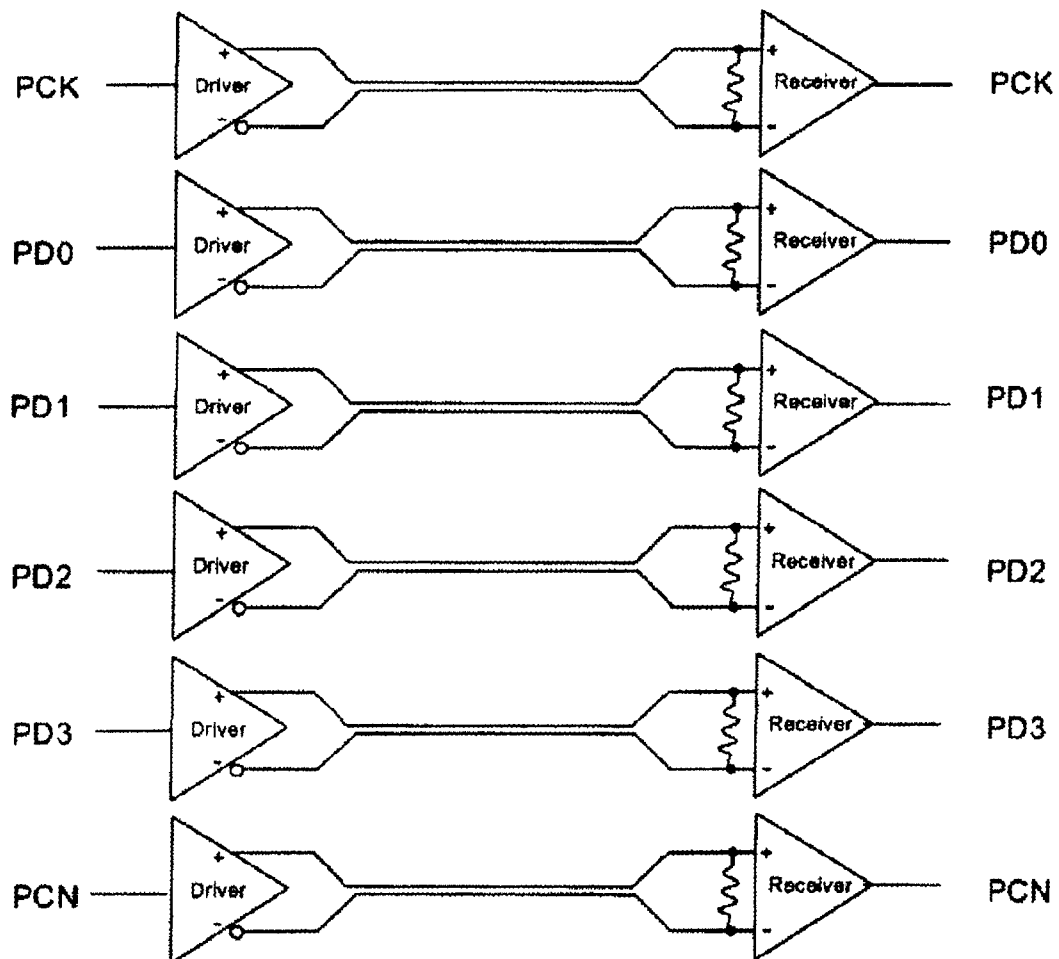 PCK + Driver - + Receiver - PCK
PD0 + Driver - + Receiver - PD0
PD1 + Driver - + Receiver - PD1
PD2 + Driver - + Receiver - PD2
PD3 + Driver - + Receiver - PD3
PCN + Driver - + Receiver - PCN